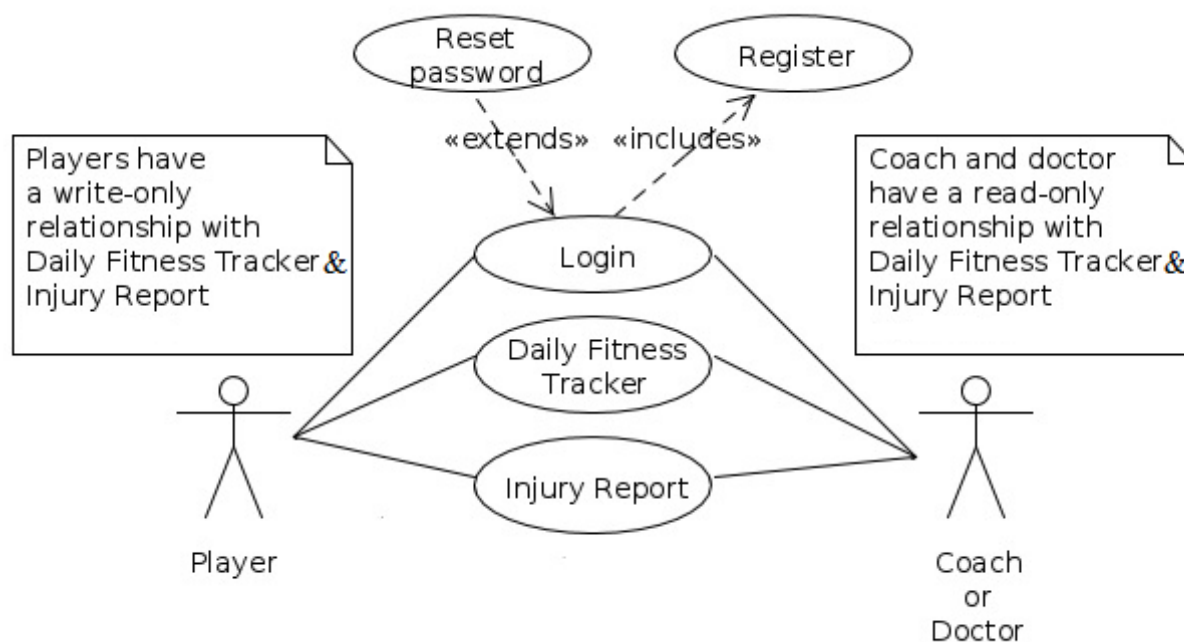 Reset
password
Register
«extends»
«includes»
Players have
a write-only
relationship with
Daily Fitness Tracker&
Injury Report
Coach and doctor
have a read-only
relationship with
Daily Fitness Tracker&
Injury Report
Login
Daily Fitness
Tracker
Injury Report
Player
Coach
or
Doctor